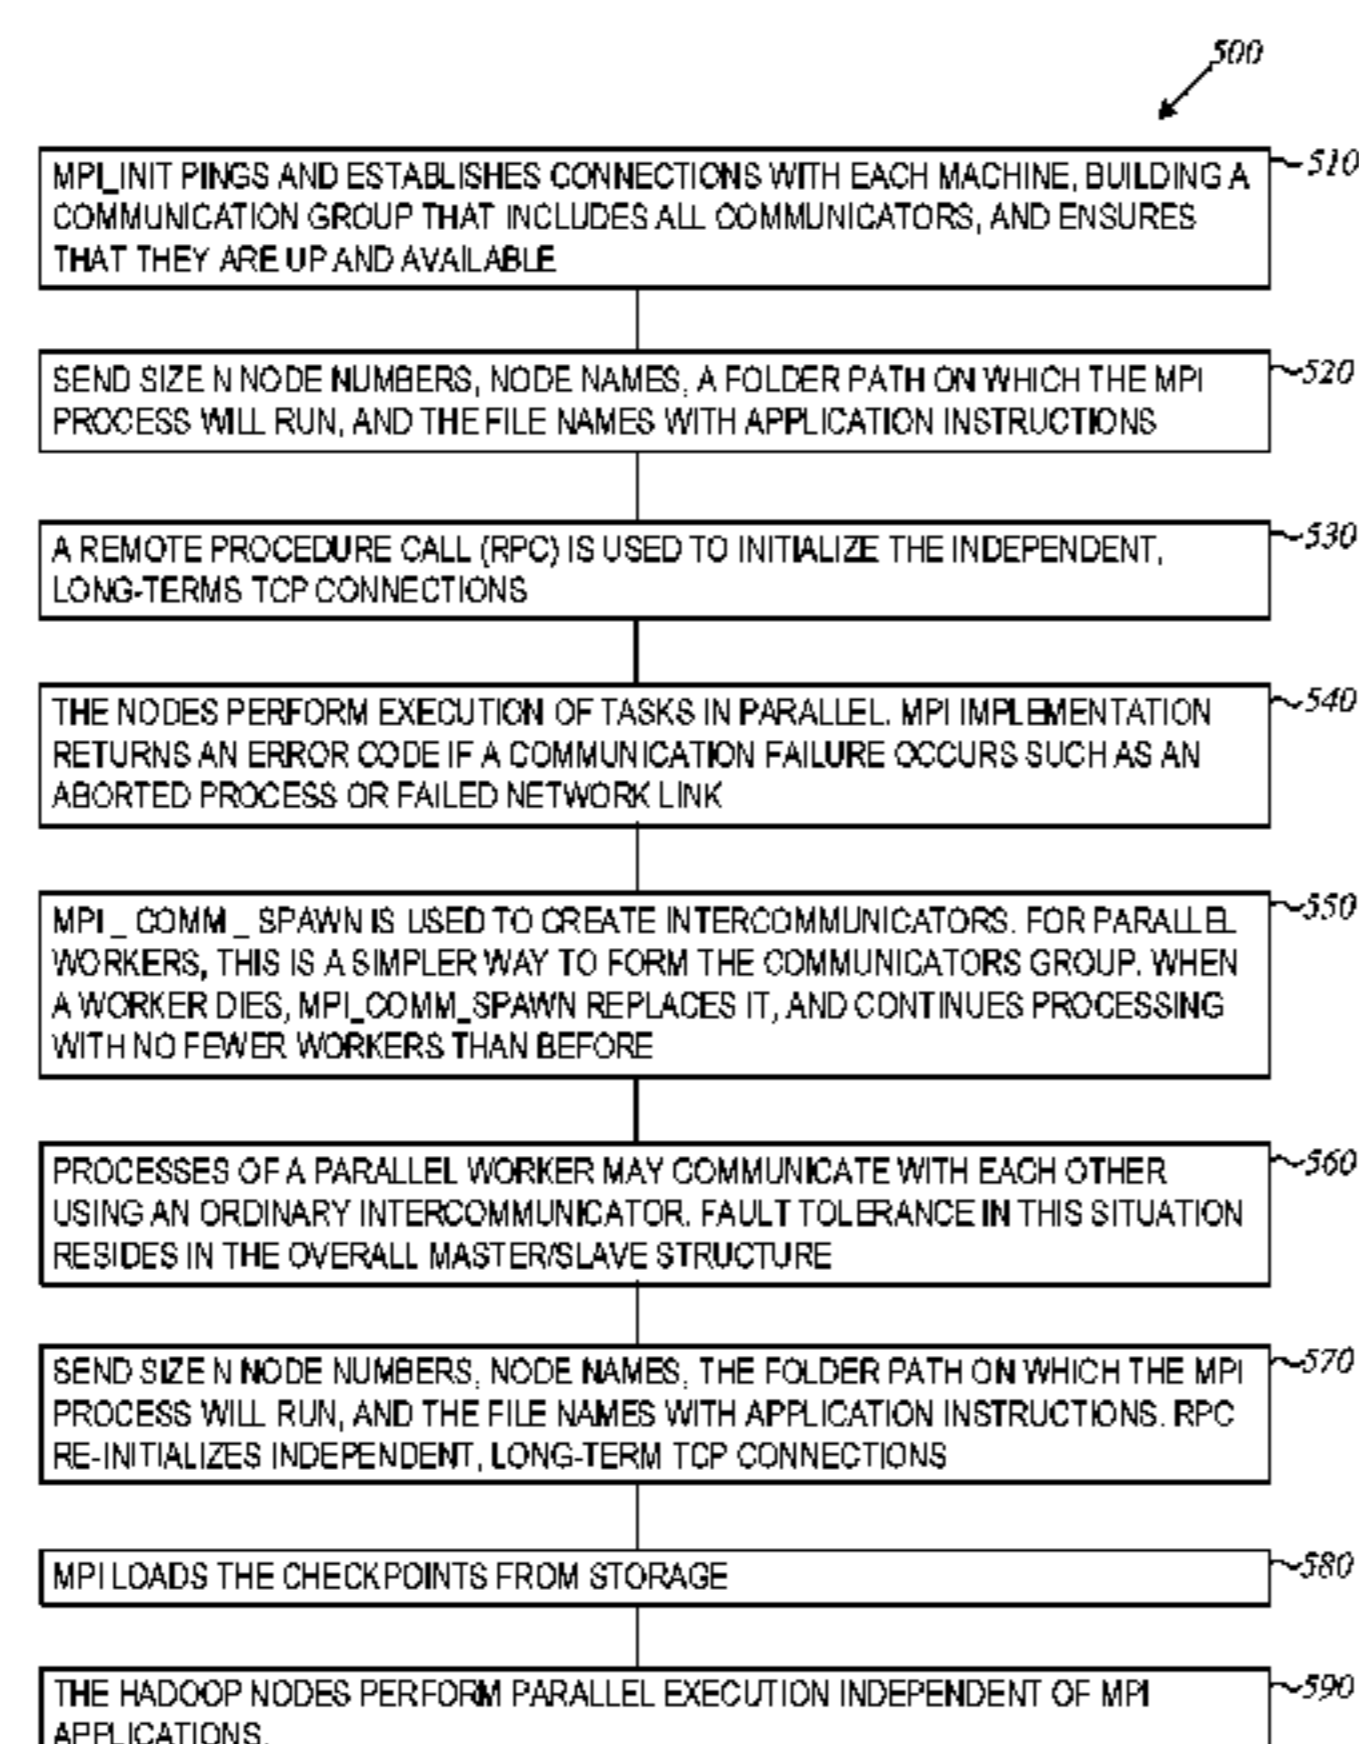 500
MPI_INIT PINGS AND ESTABLISHES CONNECTIONS WITH EACH MACHINE, BUILDING A
COMMUNICATION GROUP THAT INCLUDES ALL COMMUNICATORS, AND ENSURES
THAT THEY ARE UP AND AVAILABLE
510
SEND SIZE N NODE NUMBERS, NODE NAMES, A FOLDER PATH ON WHICH THE MPI
PROCESS WILL RUN, AND THE FILE NAMES WITH APPLICATION INSTRUCTIONS
520
A REMOTE PROCEDURE CALL (RPC) IS USED TO INITIALIZE THE INDEPENDENT,
LONG-TERMS TCP CONNECTIONS
530
THE NODES PERFORM EXECUTION OF TASKS IN PARALLEL. MPI IMPLEMENTATION
RETURNS AN ERROR CODE IF A COMMUNICATION FAILURE OCCURS SUCH AS AN
ABORTED PROCESS OR FAILED NETWORK LINK
540
MPI _ COMM _ SPAWN IS USED TO CREATE INTERCOMMUNICATORS. FOR PARALLEL
WORKERS, THIS IS A SIMPLER WAY TO FORM THE COMMUNICATORS GROUP. WHEN
A WORKER DIES, MPI_COMM_SPAWN REPLACES IT, AND CONTINUES PROCESSING
WITH NO FEWER WORKERS THAN BEFORE
550
PROCESSES OF A PARALLEL WORKER MAY COMMUNICATE WITH EACH OTHER
USING AN ORDINARY INTERCOMMUNICATOR. FAULT TOLERANCE IN THIS SITUATION
RESIDES IN THE OVERALL MASTER/SLAVE STRUCTURE
560
SEND SIZE N NODE NUMBERS, NODE NAMES, THE FOLDER PATH ON WHICH THE MPI
PROCESS WILL RUN, AND THE FILE NAMES WITH APPLICATION INSTRUCTIONS. RPC
RE-INITIALIZES INDEPENDENT, LONG-TERM TCP CONNECTIONS
570
MPI LOADS THE CHECKPOINTS FROM STORAGE
580
THE HADOOP NODES PERFORM PARALLEL EXECUTION INDEPENDENT OF MPI
APPLICATIONS.
590